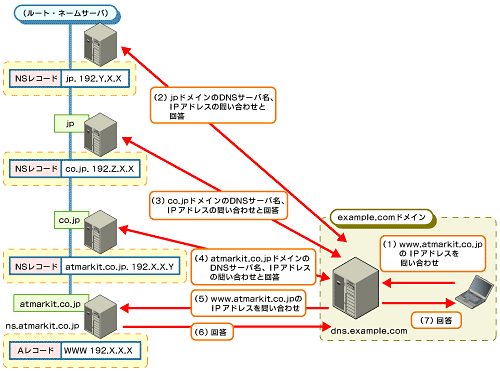 （ルート・ネームサーバ）
NSレコード jp, 192.Y.X.X
jp
NSレコード co.jp, 192.Z.X.X
co.jp
NSレコード atmarkit.co.jp, 192.X.X.Y
atmarkit.co.jp
ns.atmarkit.co.jp
Aレコード WWW 192.X.X.X
（2）jpドメインのDNSサーバ名、
IPアドレスの問い合わせと
回答
（3）co.jpドメインのDNSサーバ名、
IPアドレスの問い合わせと回答
（4）atmarkit.co.jpドメインの
DNSサーバ名、IPアドレス
の問い合わせと回答
（5）www.atmarkit.co.jpの
IPアドレスを問い合わせ
（6）回答
example.comドメイン
（1）www.atmarkit.co.jp
のIPアドレスを
問い合わせ
（7）回答
dns.example.com